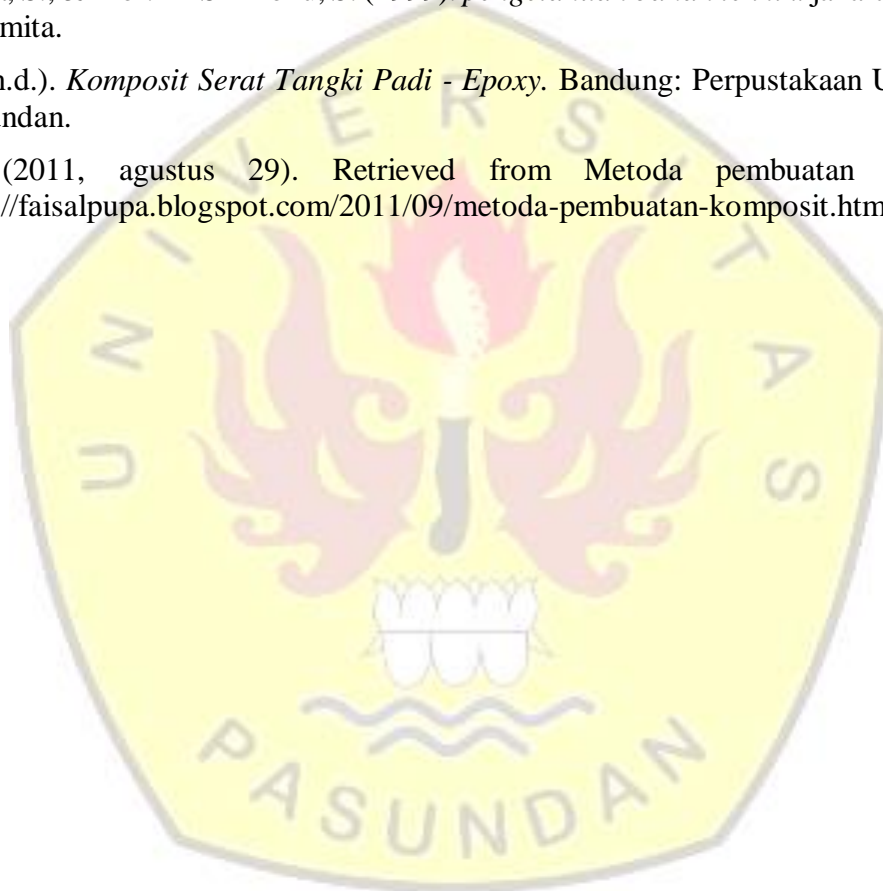 mita.
n.d.). Komposit Serat Tangki Padi - Epoxy. Bandung: Perpustakaan U
ndan.
(2011, agustus 29). Retrieved from Metoda pembuatan
://faisalpupa.blogspot.com/2011/09/metoda-pembuatan-komposit.htm
UNIVERSITAS
PASUNDAN